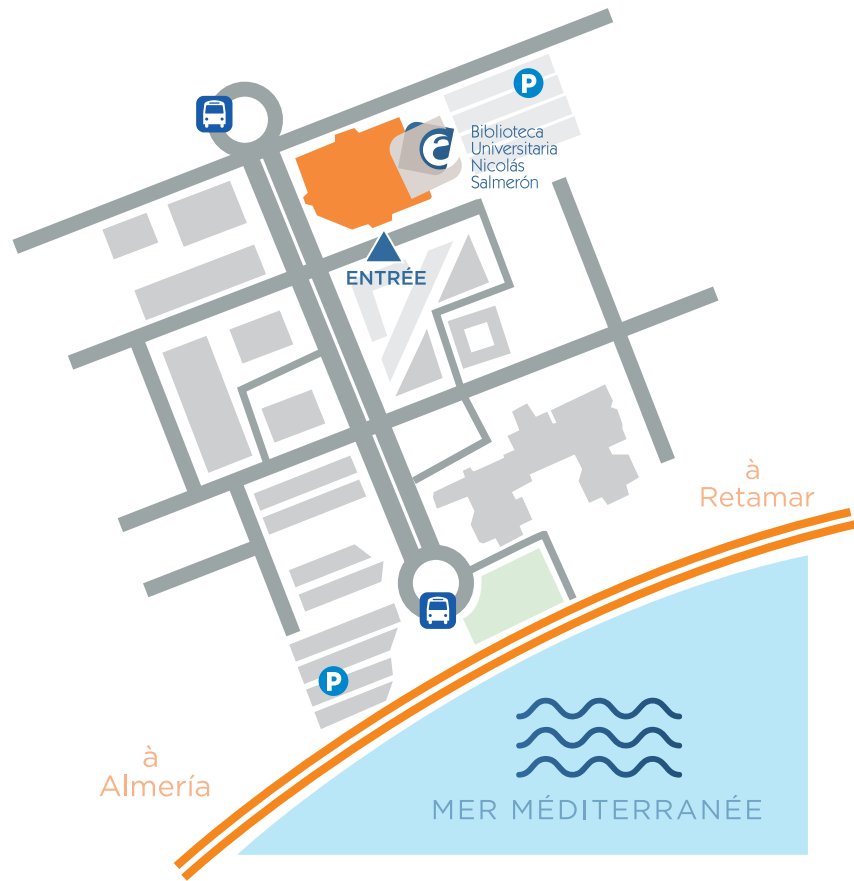 P
Biblioteca
Universitaria
Nicolás
Salmerón
ENTRÉE
à
Retamar
P
à
Almería
MER MÉDITERRANÉE